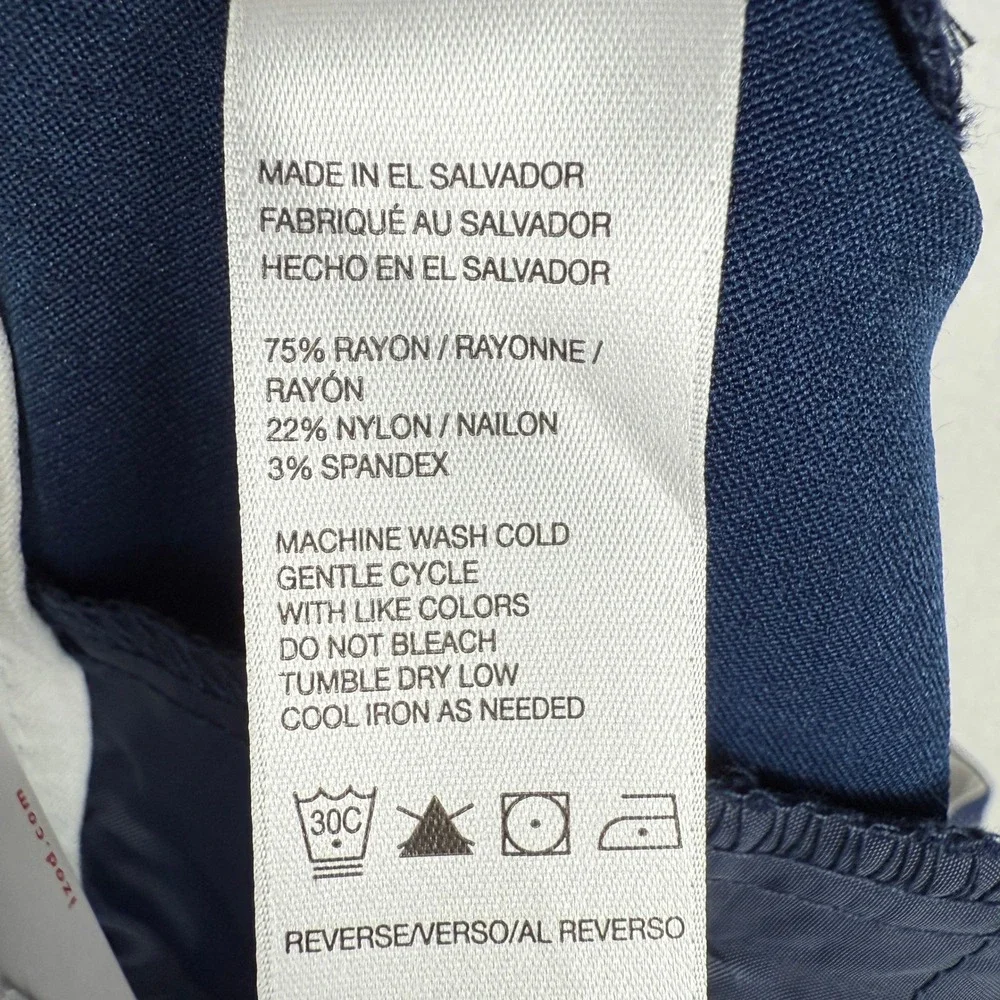 MADE IN EL SALVADOR
FABRIQUÉ AU SALVADOR
HECHO EN EL SALVADOR
75% RAYON / RAYONNE /
RAYÓN
22% NYLON / NAILON
3% SPANDEX
MACHINE WASH COLD
GENTLE CYCLE
WITH LIKE COLORS
DO NOT BLEACH
TUMBLE DRY LOW
COOL IRON AS NEEDED
30C
REVERSE/VERSO/AL REVERSO
izod.com